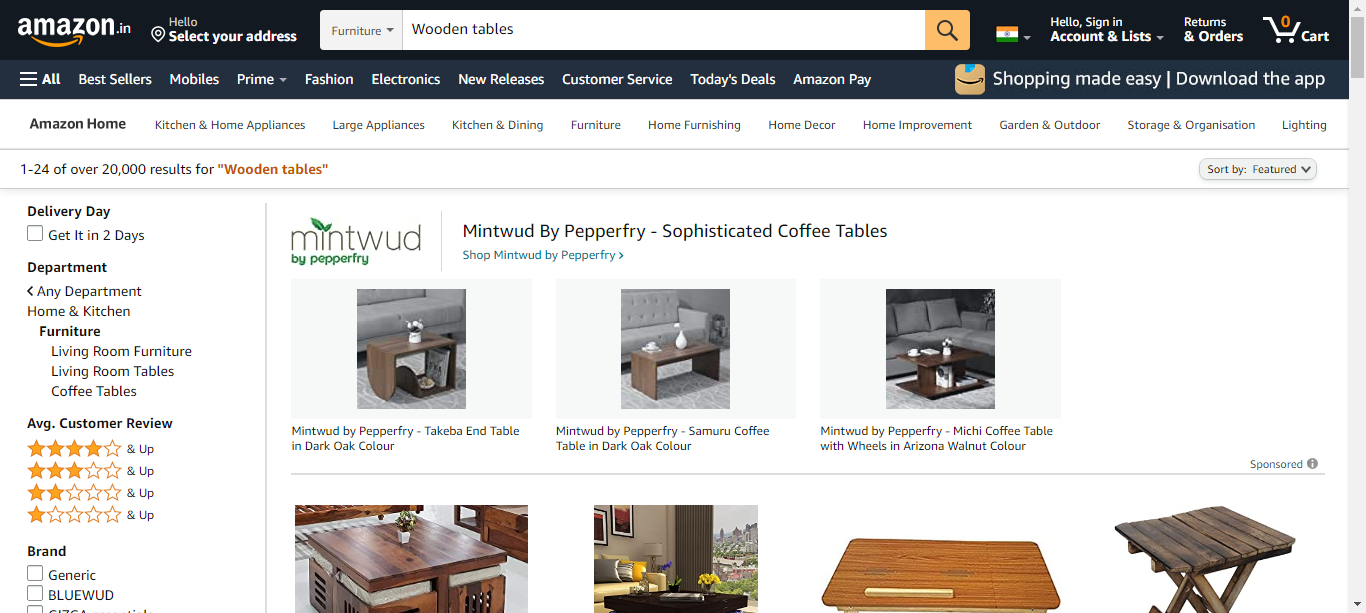 amazon.in
Hello
Select your address
Furniture
Wooden tables
Hello, Sign in
Account & Lists
Returns
& Orders
0
Cart
All
Best Sellers
Mobiles
Prime
Fashion
Electronics
New Releases
Customer Service
Today's Deals
Amazon Pay
Shopping made easy | Download the app
Amazon Home
Kitchen & Home Appliances
Large Appliances
Kitchen & Dining
Furniture
Home Furnishing
Home Decor
Home Improvement
Garden & Outdoor
Storage & Organisation
Lighting
1-24 of over 20,000 results for "Wooden tables"
Sort by: Featured
Delivery Day
Get It in 2 Days
Department
Any Department
Home & Kitchen
Furniture
Living Room Furniture
Living Room Tables
Coffee Tables
Avg. Customer Review
& Up
& Up
& Up
& Up
Brand
Generic
BLUEWUD
mintwud
by pepperfry
Mintwud By Pepperfry - Sophisticated Coffee Tables
Shop Mintwud by Pepperfry ›
Mintwud by Pepperfry - Takeba End Table
in Dark Oak Colour
Mintwud by Pepperfry - Samuru Coffee
Table in Dark Oak Colour
Mintwud by Pepperfry - Michi Coffee Table
with Wheels in Arizona Walnut Colour
Sponsored